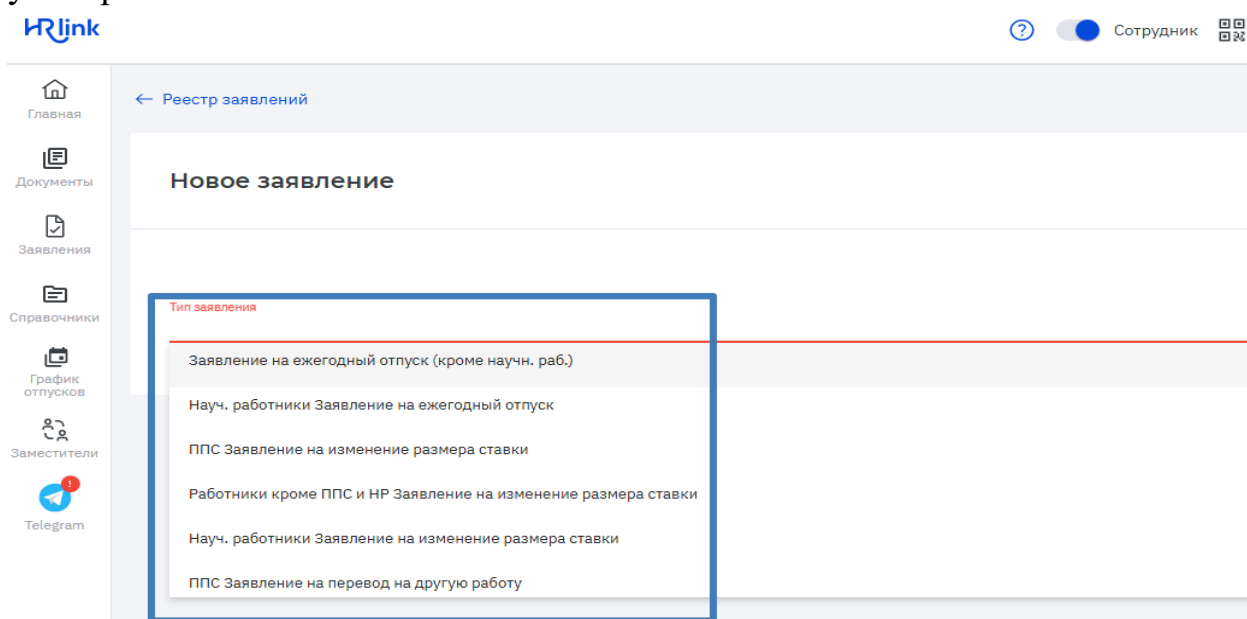 HRlink
Сотрудник
Главная
← Реестр заявлений
Документы
Новое заявление
Заявления
Справочники
Тип заявления
График
отпусков
Заявление на ежегодный отпуск (кроме научн. раб.)
Науч. работники Заявление на ежегодный отпуск
Заместители
ППС Заявление на изменение размера ставки
Работники кроме ППС и НР Заявление на изменение размера ставки
Telegram
Науч. работники Заявление на изменение размера ставки
ППС Заявление на перевод на другую работу